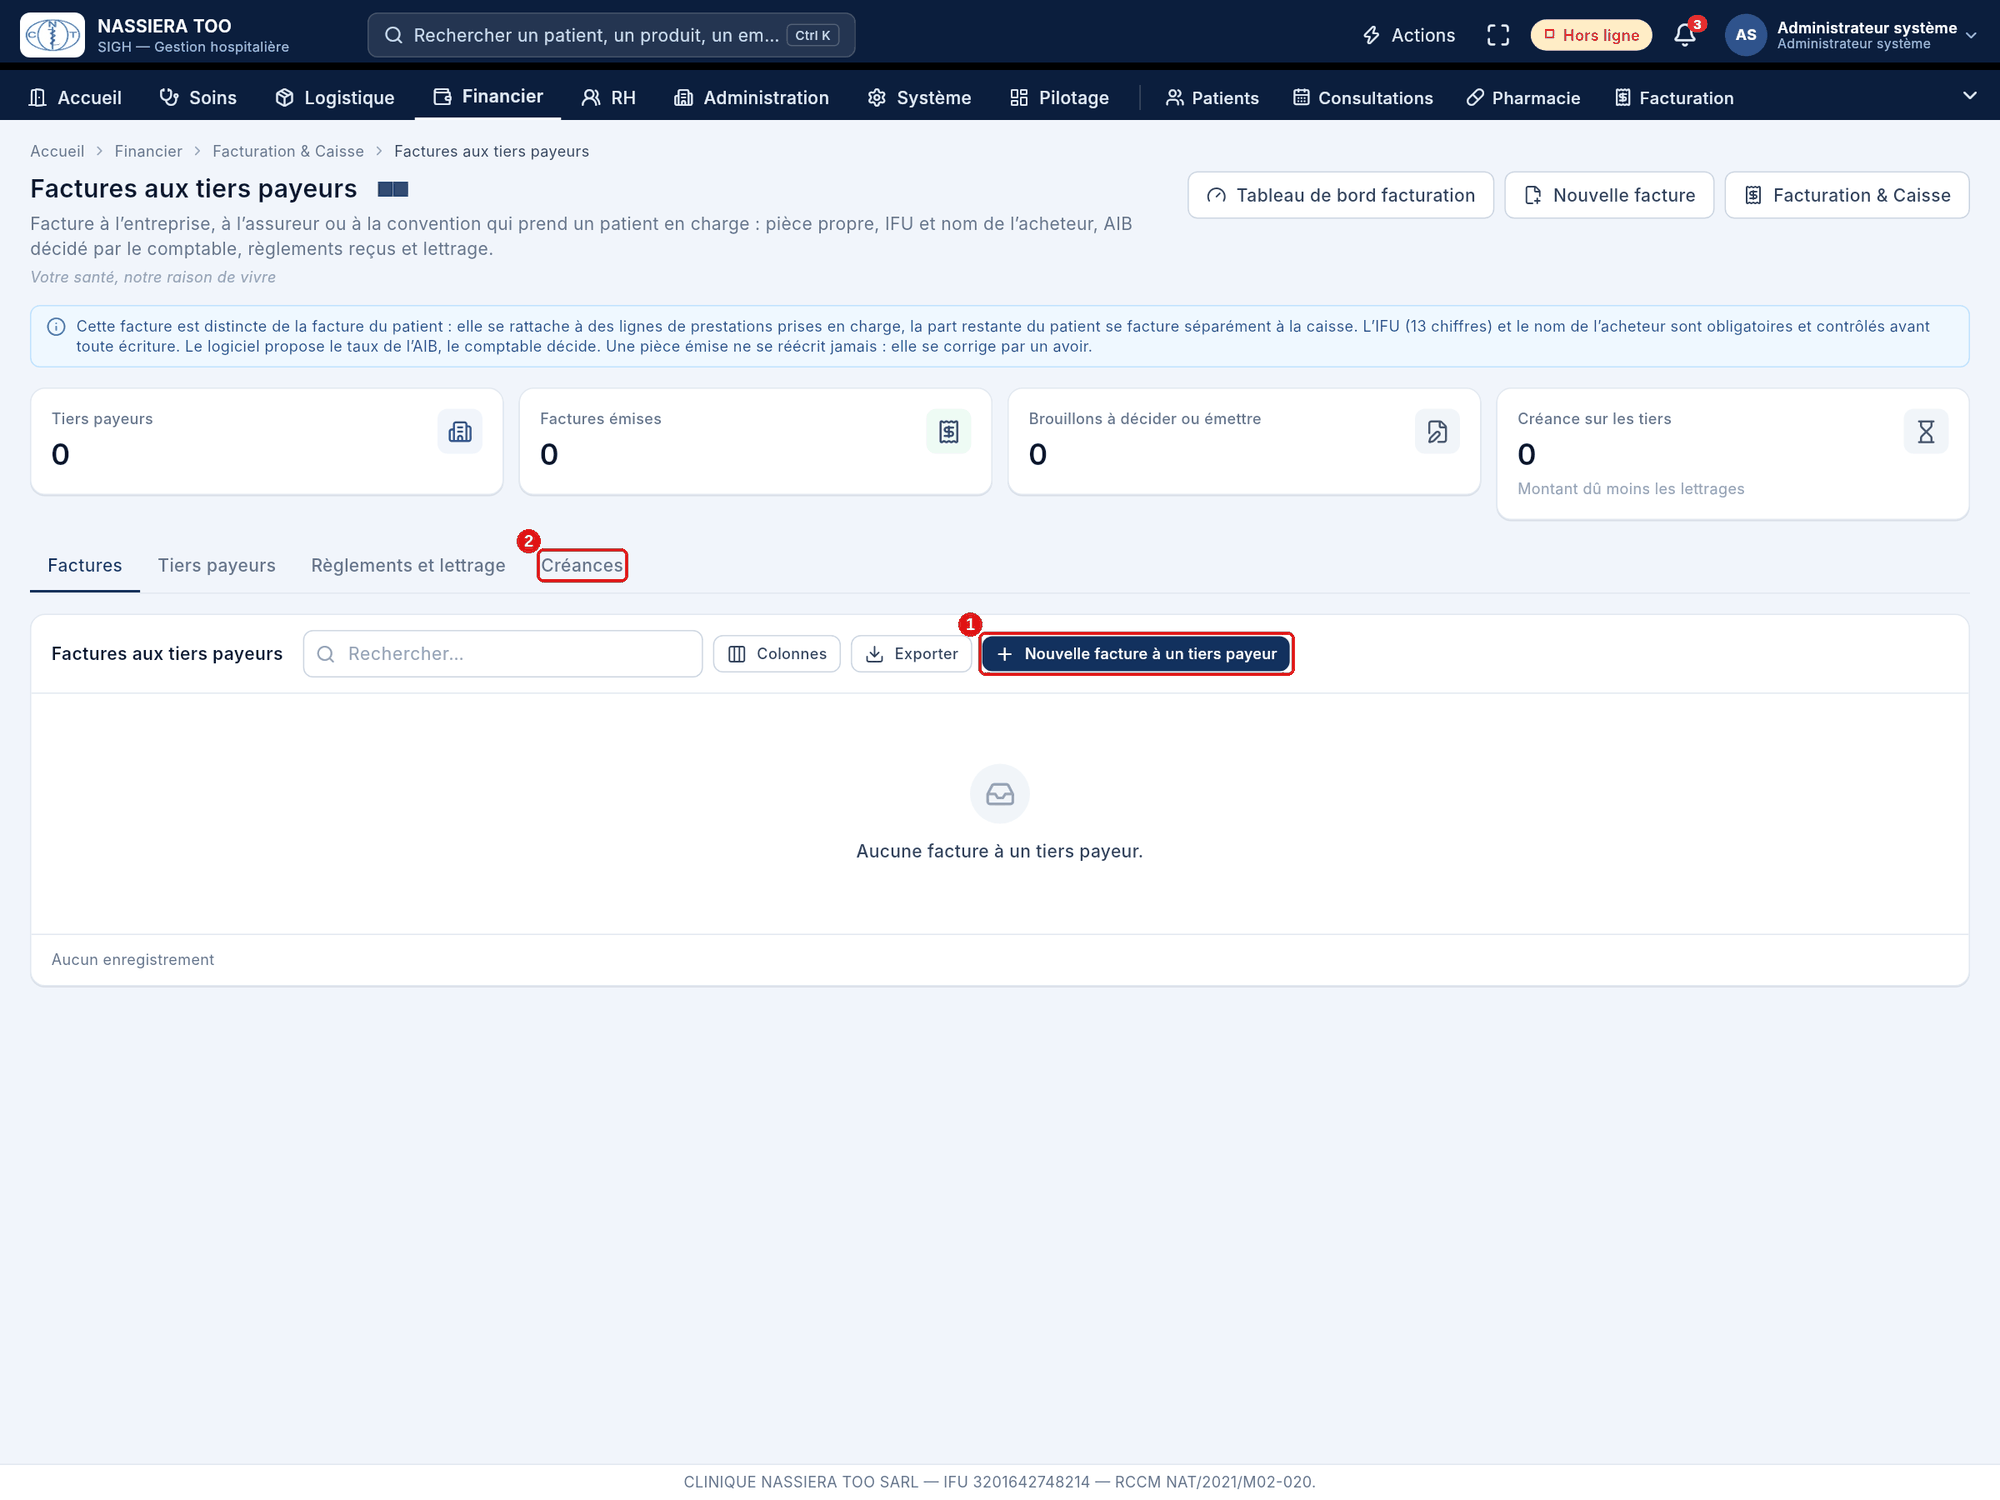 NASSIERA TOO
SIGH — Gestion hospitalière
Rechercher un patient, un produit, un em...
Ctrl K
Actions
Hors ligne
3
AS
Administrateur système
Administrateur système
Accueil
Soins
Logistique
Financier
RH
Administration
Système
Pilotage
Patients
Consultations
Pharmacie
Facturation
Accueil > Financier > Facturation & Caisse > Factures aux tiers payeurs
Factures aux tiers payeurs
Tableau de bord facturation
Nouvelle facture
Facturation & Caisse
Facture à l’entreprise, à l’assureur ou à la convention qui prend un patient en charge : pièce propre, IFU et nom de l’acheteur, AIB
décidé par le comptable, règlements reçus et lettrage.
Votre santé, notre raison de vivre
Cette facture est distincte de la facture du patient : elle se rattache à des lignes de prestations prises en charge, la part restante du patient se facture séparément à la caisse. L’IFU (13 chiffres) et le nom de l’acheteur sont obligatoires et contrôlés avant
toute écriture. Le logiciel propose le taux de l’AIB, le comptable décide. Une pièce émise ne se réécrit jamais : elle se corrige par un avoir.
Tiers payeurs
0
Factures émises
0
Brouillons à décider ou émettre
0
Créance sur les tiers
0
Montant dû moins les lettrages
2
Factures
Tiers payeurs
Règlements et lettrage
Créances
1
Factures aux tiers payeurs
Rechercher...
Colonnes
Exporter
Nouvelle facture à un tiers payeur
Aucune facture à un tiers payeur.
Aucun enregistrement
CLINIQUE NASSIERA TOO SARL — IFU 3201642748214 — RCCM NAT/2021/M02-020.